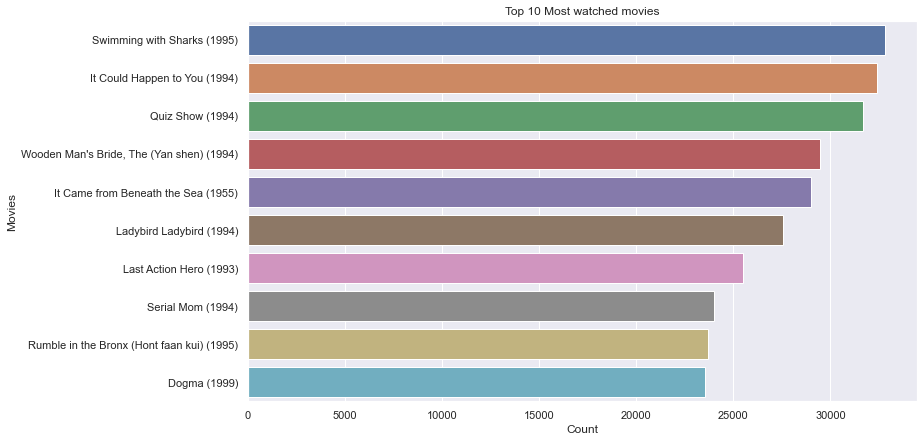 Top 10 Most watched movies
Movies
Swimming with Sharks (1995)
It Could Happen to You (1994)
Quiz Show (1994)
Wooden Man's Bride, The (Yan shen) (1994)
It Came from Beneath the Sea (1955)
Ladybird Ladybird (1994)
Last Action Hero (1993)
Serial Mom (1994)
Rumble in the Bronx (Hont faan kui) (1995)
Dogma (1999)
0 5000 10000 15000 20000 25000 30000
Count